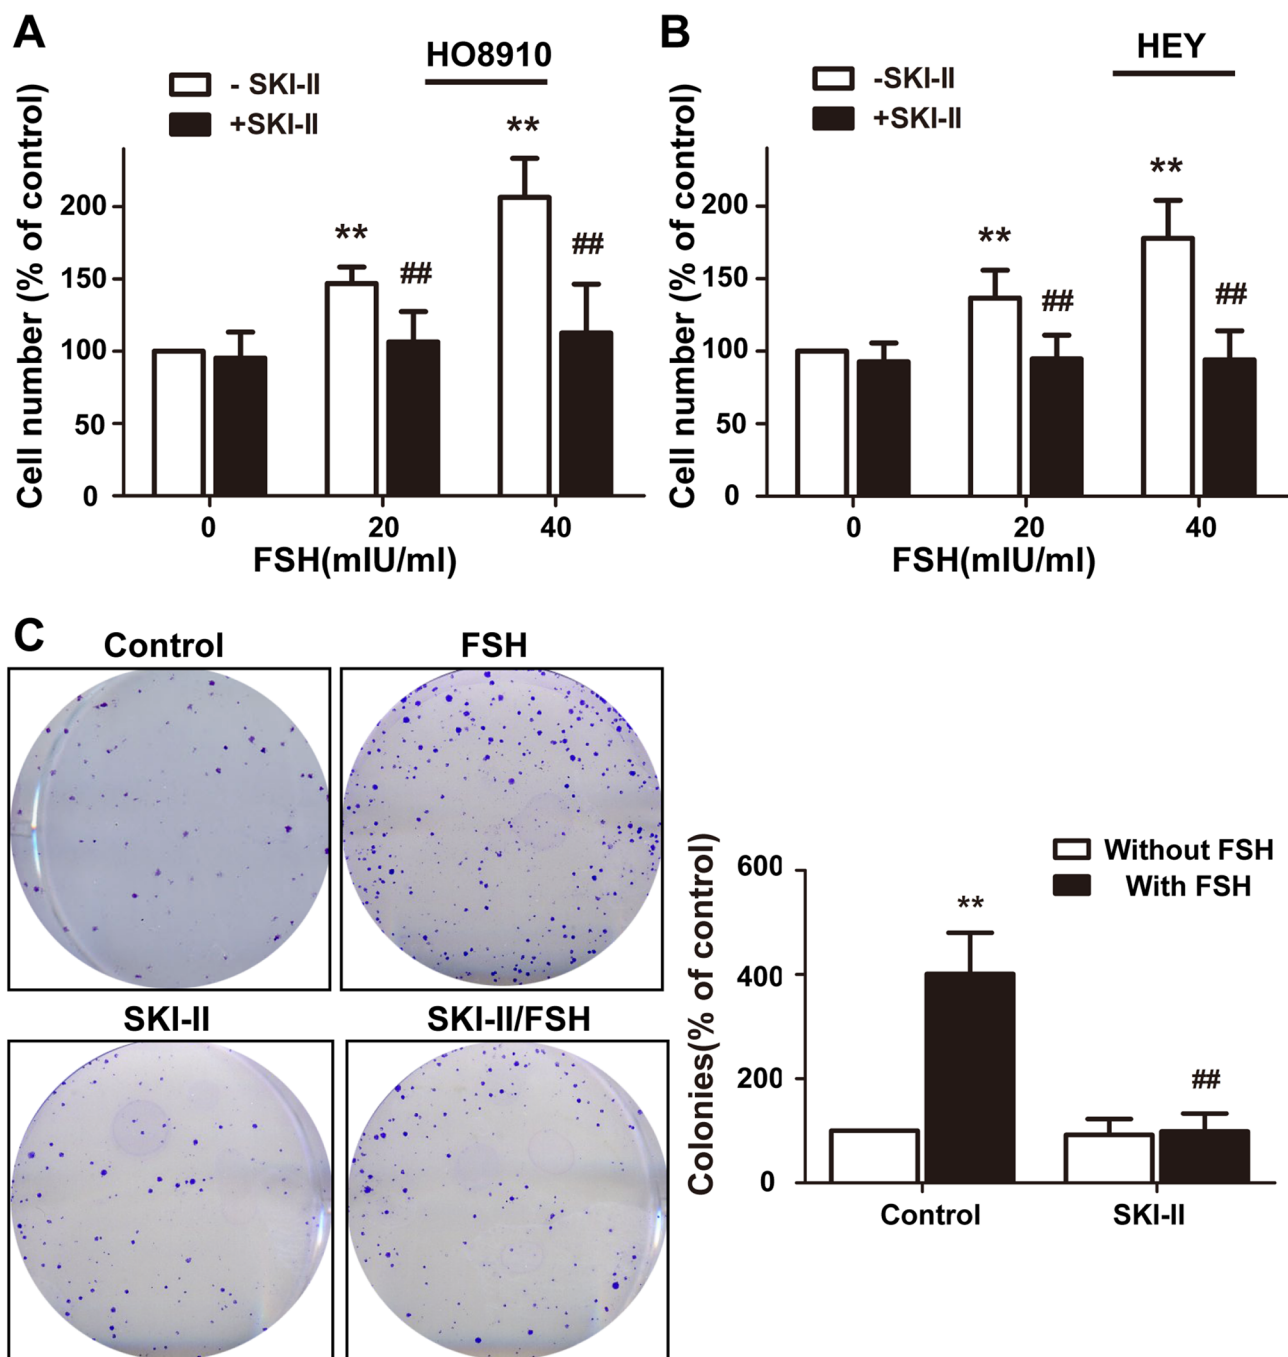 A
HO8910
- SKI-II
+SKI-II
Cell number (% of control)
200
150
100
50
0
**
##
**
##
0
20
40
FSH(mIU/ml)
B
HEY
-SKI-II
+SKI-II
Cell number (% of control)
200
150
100
50
0
**
##
**
##
0
20
40
FSH(mIU/ml)
C
Control
FSH
SKI-II
SKI-II/FSH
Without FSH
With FSH
Colonies(% of control)
600
400
200
0
**
##
Control
SKI-II